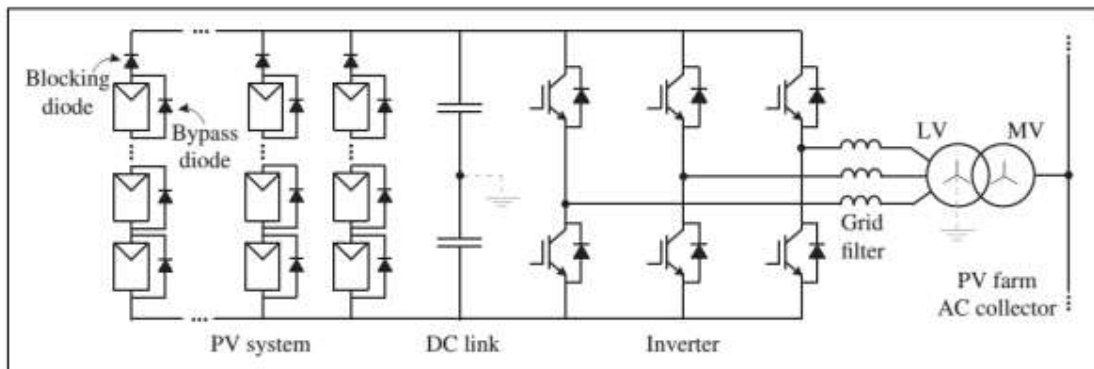 Blocking
diode
Bypass
diode
LV
MV
Grid
filter
PV farm
AC collector
PV system
DC link
Inverter